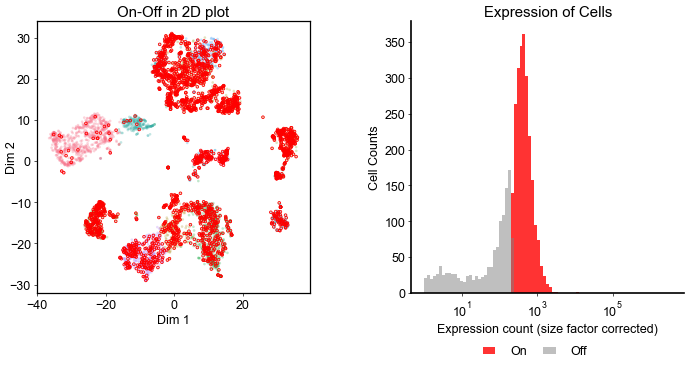 On-Off in 2D plot
Dim 2
30
20
10
0
−10
−20
−30
−40
−20
0
20
Dim 1
Expression of Cells
Cell Counts
350
300
250
200
150
100
50
0
10^1
10^3
10^5
Expression count (size factor corrected)
On
Off